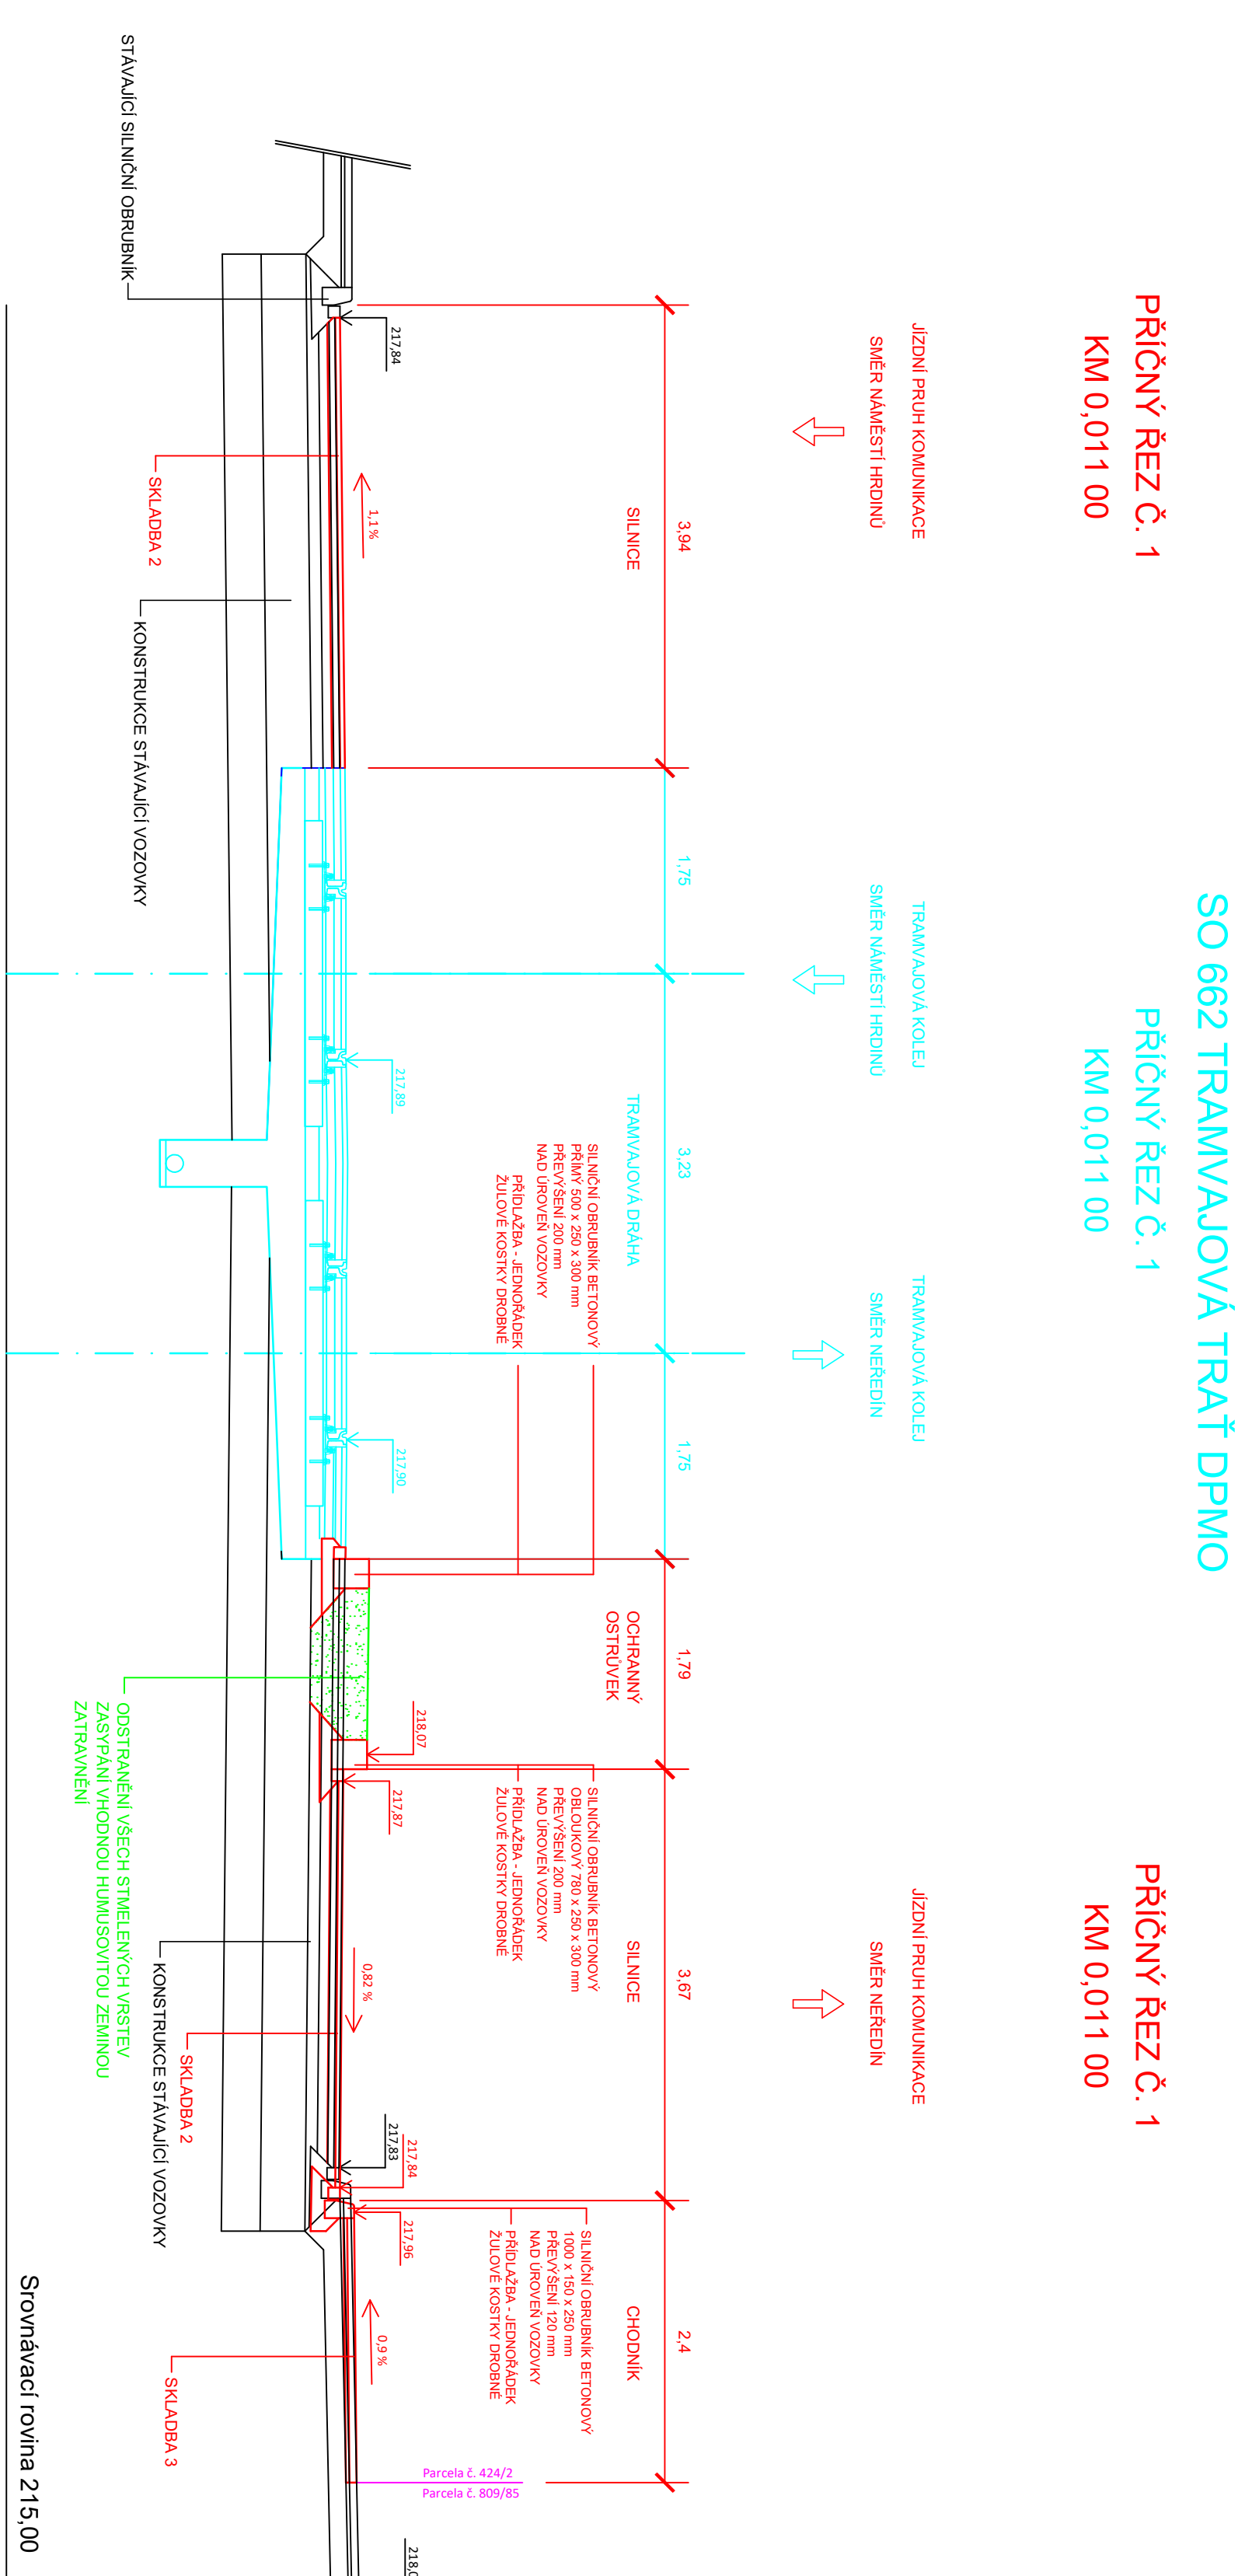 SO 662 TRAMVAJOVÁ TRAŤ DPMO
PŘÍČNÝ ŘEZ Č. 1
KM 0,011 00
PŘÍČNÝ ŘEZ Č. 1
KM 0,011 00
PŘÍČNÝ ŘEZ Č. 1
KM 0,011 00
JÍZDNÍ PRUH KOMUNIKACE
SMĚR NÁMĚSTÍ HRDINŮ
TRAMVAJOVÁ KOLEJ
SMĚR NÁMĚSTÍ HRDINŮ
TRAMVAJOVÁ KOLEJ
SMĚR NEŘEDÍN
JÍZDNÍ PRUH KOMUNIKACE
SMĚR NEŘEDÍN
3,94
1,75
3,23
1,75
1,79
3,67
2,4
SILNICE
TRAMVAJOVÁ DRÁHA
OCHRANNÝ
OSTRŮVEK
SILNICE
CHODNÍK
SILNIČNÍ OBRUBNÍK BETONOVÝ
PŘÍMÝ 500 x 250 x 300 mm
PŘEVÝŠENÍ 200 mm
NAD ÚROVEŇ VOZOVKY
PŘÍDLAŽBA - JEDNOŘÁDEK
ŽULOVÉ KOSTKY DROBNÉ
SILNIČNÍ OBRUBNÍK BETONOVÝ
OBLOUKOVÝ 780 x 250 x 300 mm
PŘEVÝŠENÍ 200 mm
NAD ÚROVEŇ VOZOVKY
PŘÍDLAŽBA - JEDNOŘÁDEK
ŽULOVÉ KOSTKY DROBNÉ
SILNIČNÍ OBRUBNÍK BETONOVÝ
1000 x 150 x 250 mm
PŘEVÝŠENÍ 120 mm
NAD ÚROVEŇ VOZOVKY
PŘÍDLAŽBA - JEDNOŘÁDEK
ŽULOVÉ KOSTKY DROBNÉ
Parcela č. 424/2
Parcela č. 809/85
217,84
1,1 %
217,89
217,90
218,07
217,87
0,82 %
217,83
217,84
217,96
0,9 %
STÁVAJÍCÍ SILNIČNÍ OBRUBNÍK
SKLADBA 2
KONSTRUKCE STÁVAJÍCÍ VOZOVKY
ODSTRANĚNÍ VŠECH STMELENÝCH VRSTEV
ZASYPÁNÍ VHODNOU HUMUSOVITOU ZEMINOU
ZATRAVNĚNÍ
KONSTRUKCE STÁVAJÍCÍ VOZOVKY
SKLADBA 2
SKLADBA 3
Srovnávací rovina 215,00